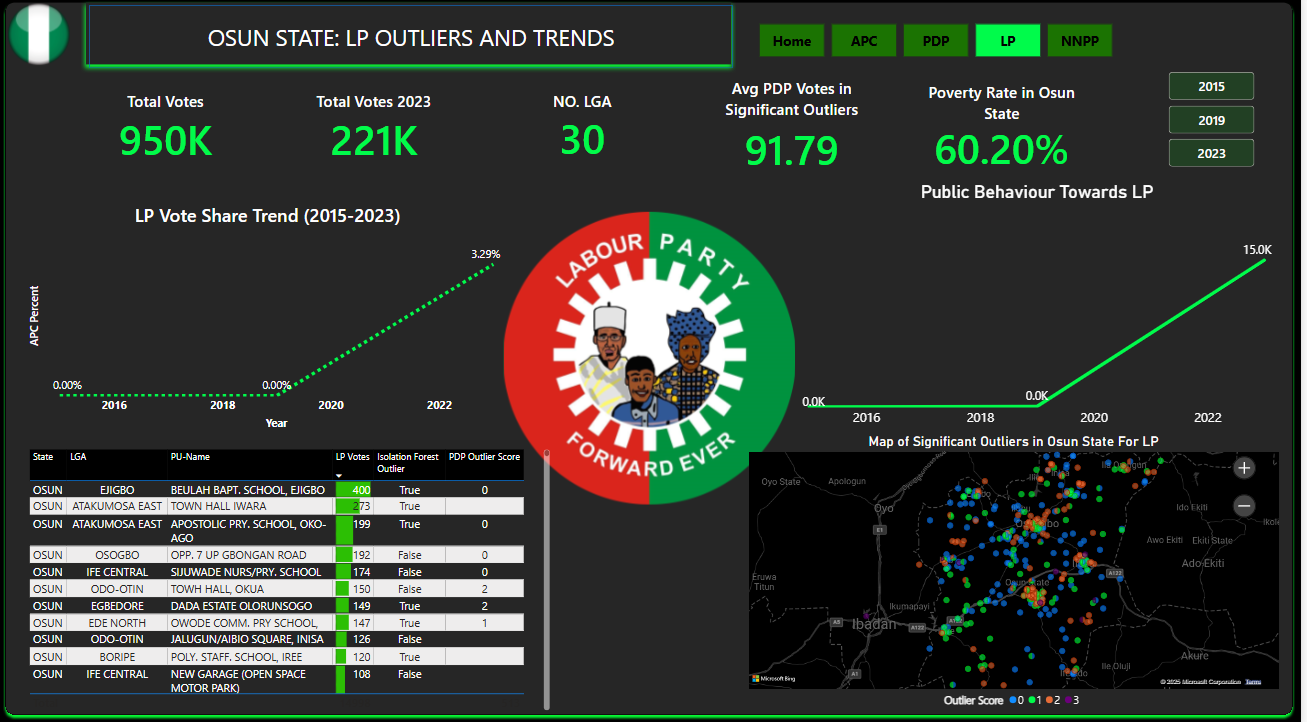 OSUN STATE: LP OUTLIERS AND TRENDS
Home APC PDP LP NNPP
Total Votes
950K
Total Votes 2023
221K
NO. LGA
30
Avg PDP Votes in
Significant Outliers
91.79
Poverty Rate in Osun
State
60.20%
2015
2019
2023
LP Vote Share Trend (2015-2023)
APC Percent
0.00%
0.00%
3.29%
2016 2018 2020 2022
Year
LABOUR PARTY
FORWARD EVER
Public Behaviour Towards LP
0.0K
0.0K
15.0K
2016 2018 2020 2022
State LGA PU-Name LP Votes Isolation Forest PDP Outlier Score
Outlier
OSUN EJIGBO BEULAH BAPT. SCHOOL, EJIGBO 400 True 0
OSUN ATAKUMOSA EAST TOWN HALL IWARA 273 True
OSUN ATAKUMOSA EAST APOSTOLIC PRY. SCHOOL, OKO- 199 True 0
AGO
OSUN OSOGBO OPP. 7 UP GBONGAN ROAD 192 False 0
OSUN IFE CENTRAL SIJUWADE NURS/PRY. SCHOOL 174 False 0
OSUN ODO-OTIN TOWH HALL, OKUA 150 False 2
OSUN EGBEDORE DADA ESTATE OLORUNSOGO 149 True 2
OSUN EDE NORTH OWODE COMM. PRY SCHOOL, 147 True 1
OSUN ODO-OTIN JALUGUN/AIBIO SQUARE, INISA 126 False
OSUN BORIPE POLY. STAFF. SCHOOL, IREE 120 True
OSUN IFE CENTRAL NEW GARAGE (OPEN SPACE 108 False
MOTOR PARK)
Map of Significant Outliers in Osun State For LP
Oyo State
Apologun
Oyo
E1
Ido Ekiti
Awo Ekiti
Ekiti State
Ado-Ekiti
Eruwa
Titun
Osun State
A122
Ikumapayi
A5
Ibadan
A122
A1
Akure
Ile Oluji
Microsoft Bing
© 2025 Microsoft Corporation Terms
Outlier Score 0 1 2 3